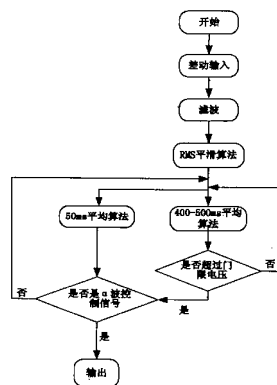 开始
差动输入
滤波
RMS平滑算法
50ms平均算法
400-500ms平均
算法
是否超过门
限电压
否
否
是否是α波控
制信号
是
是
输出